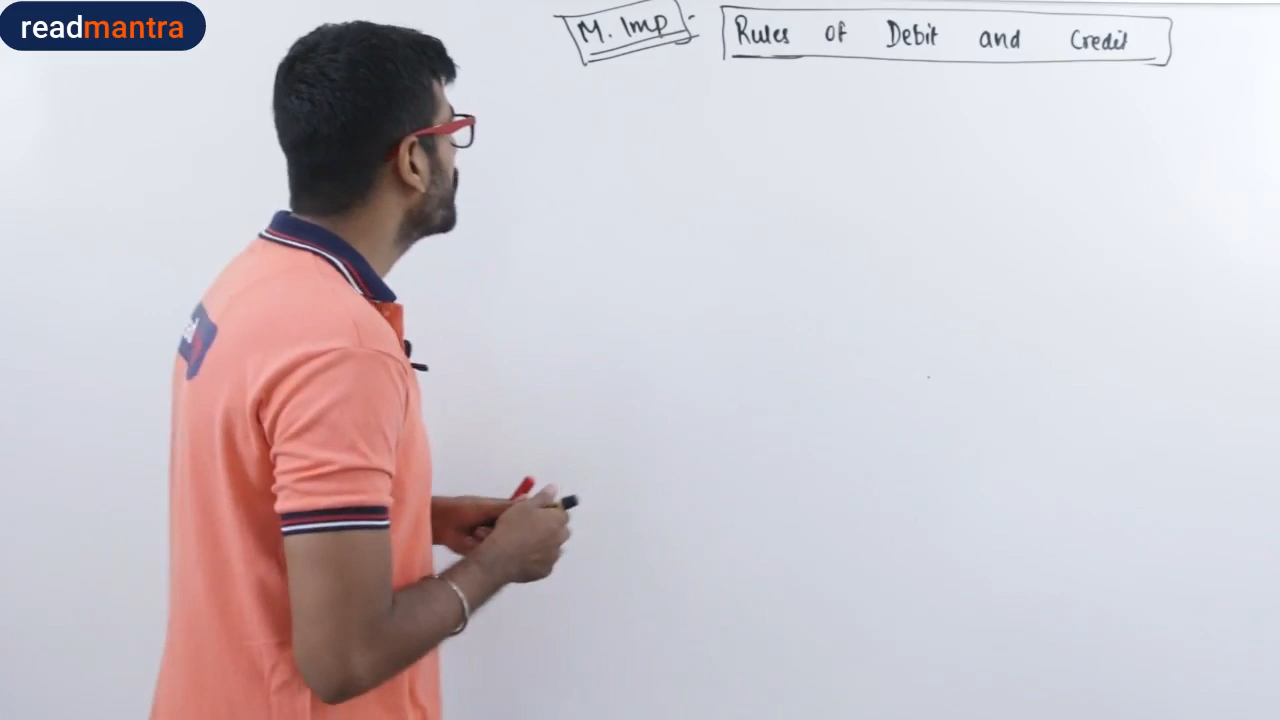 readmantra
M. Imp :- Rules of Debit and Credit